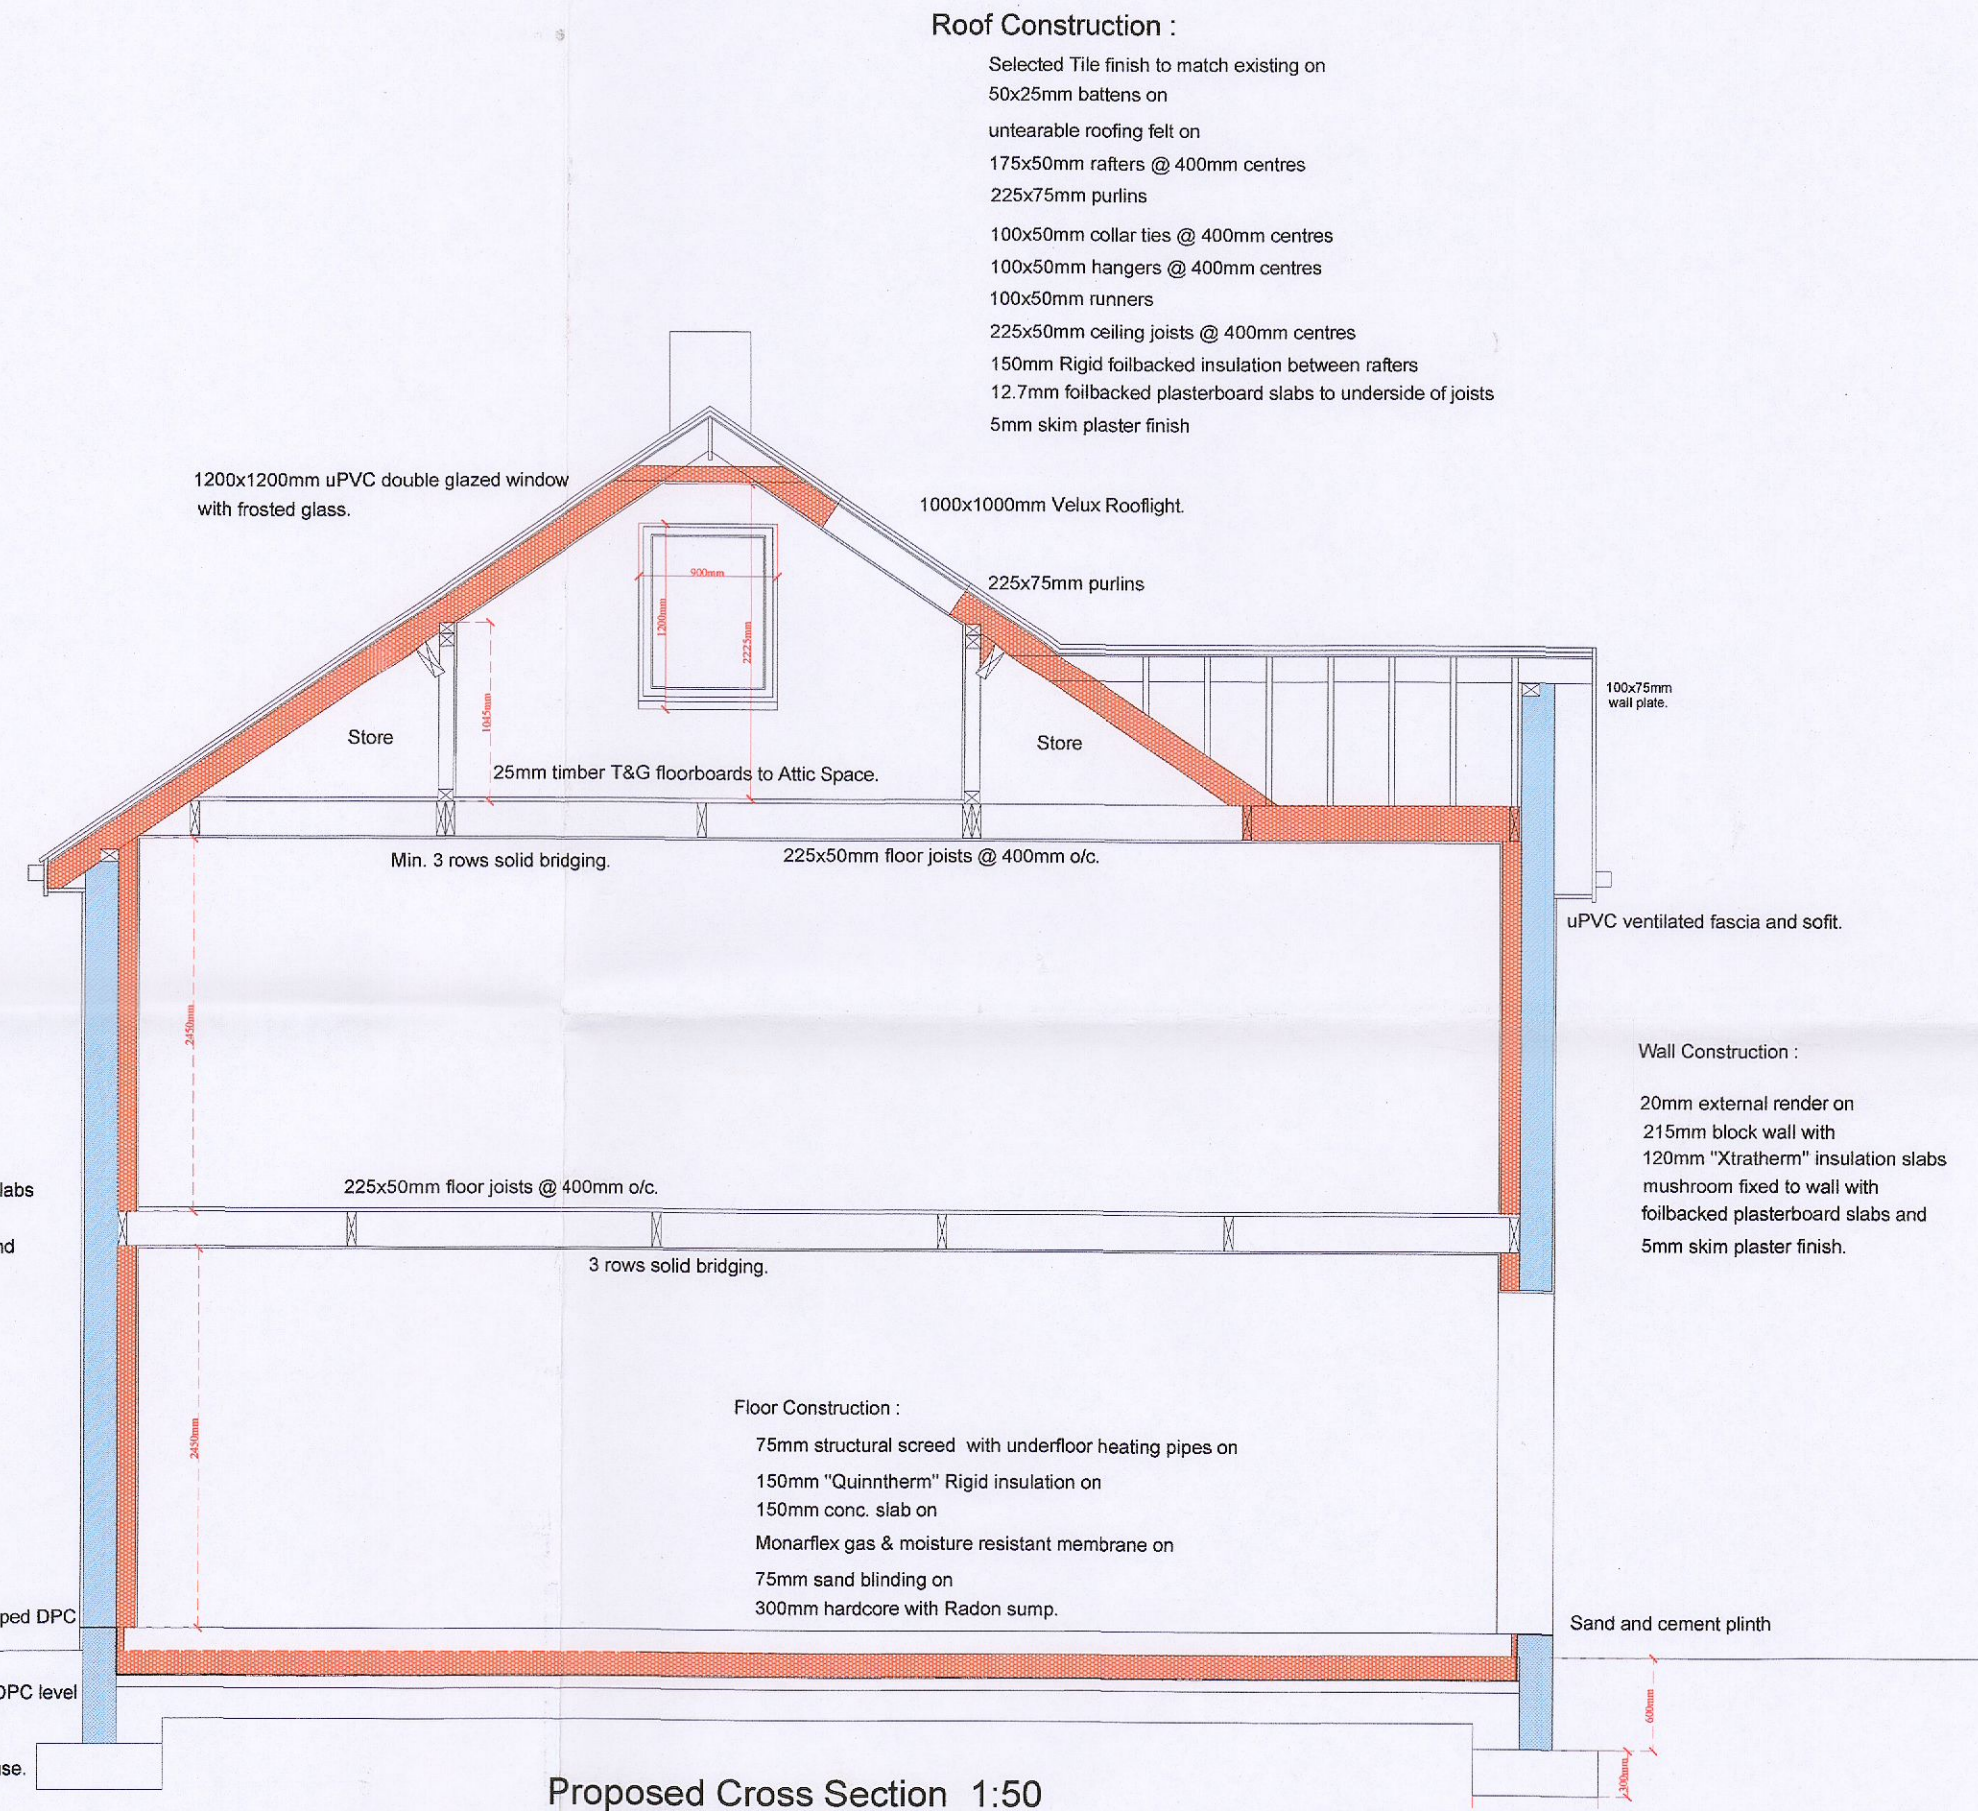 Roof Construction :
Selected Tile finish to match existing on
50x25mm battens on
untearable roofing felt on
175x50mm rafters @ 400mm centres
225x75mm purlins
100x50mm collar ties @ 400mm centres
100x50mm hangers @ 400mm centres
100x50mm runners
225x50mm ceiling joists @ 400mm centres
150mm Rigid foilbacked insulation between rafters
12.7mm foilbacked plasterboard slabs to underside of joists
5mm skim plaster finish
1200x1200mm uPVC double glazed window
with frosted glass.
1000x1000mm Velux Rooflight.
225x75mm purlins
900mm
1200mm
2225mm
1045mm
100x75mm
wall plate.
Store
Store
25mm timber T&G floorboards to Attic Space.
Min. 3 rows solid bridging.
225x50mm floor joists @ 400mm o/c.
uPVC ventilated fascia and sofit.
2450mm
Wall Construction :
20mm external render on
215mm block wall with
120mm "Xtratherm" insulation slabs
mushroom fixed to wall with
foilbacked plasterboard slabs and
5mm skim plaster finish.
labs
nd
225x50mm floor joists @ 400mm o/c.
3 rows solid bridging.
2450mm
Floor Construction :
75mm structural screed with underfloor heating pipes on
150mm "Quinntherm" Rigid insulation on
150mm conc. slab on
Monarflex gas & moisture resistant membrane on
75mm sand blinding on
300mm hardcore with Radon sump.
ped DPC
Sand and cement plinth
DPC level
600mm
use.
300mm
Proposed Cross Section 1:50